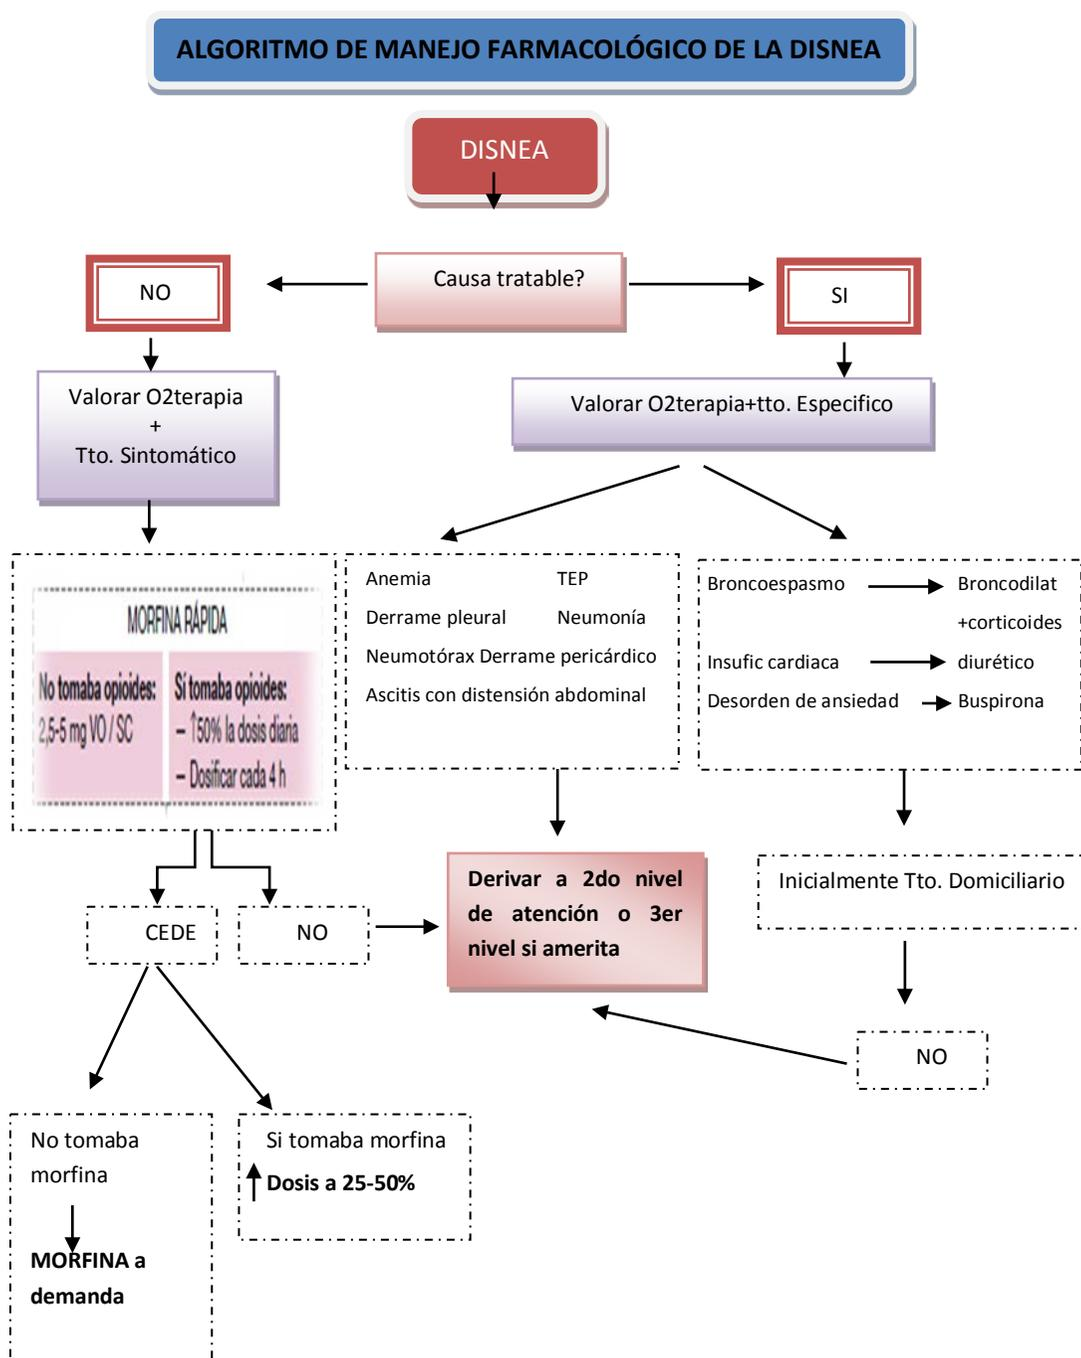 ALGORITMO DE MANEJO FARMACOLÓGICO DE LA DISNEA
DISNEA
Causa tratable?
NO
SI
Valorar O2terapia
+
Tto. Sintomático
Valorar O2terapia+tto. Especifico
MORFINA RÁPIDA
No tomaba opioides:
2,5-5 mg VO / SC
Sí tomaba opioides:
– ↑50% la dosis diaria
– Dosificar cada 4 h
Anemia TEP
Derrame pleural Neumonía
Neumotórax Derrame pericárdico
Ascitis con distensión abdominal
Broncoespasmo Broncodilat
+corticoides
Insufic cardiaca diurético
Desorden de ansiedad Buspirona
CEDE
NO
Derivar a 2do nivel
de atención o 3er
nivel si amerita
Inicialmente Tto. Domiciliario
NO
No tomaba
morfina
MORFINA a
demanda
Si tomaba morfina
Dosis a 25-50%